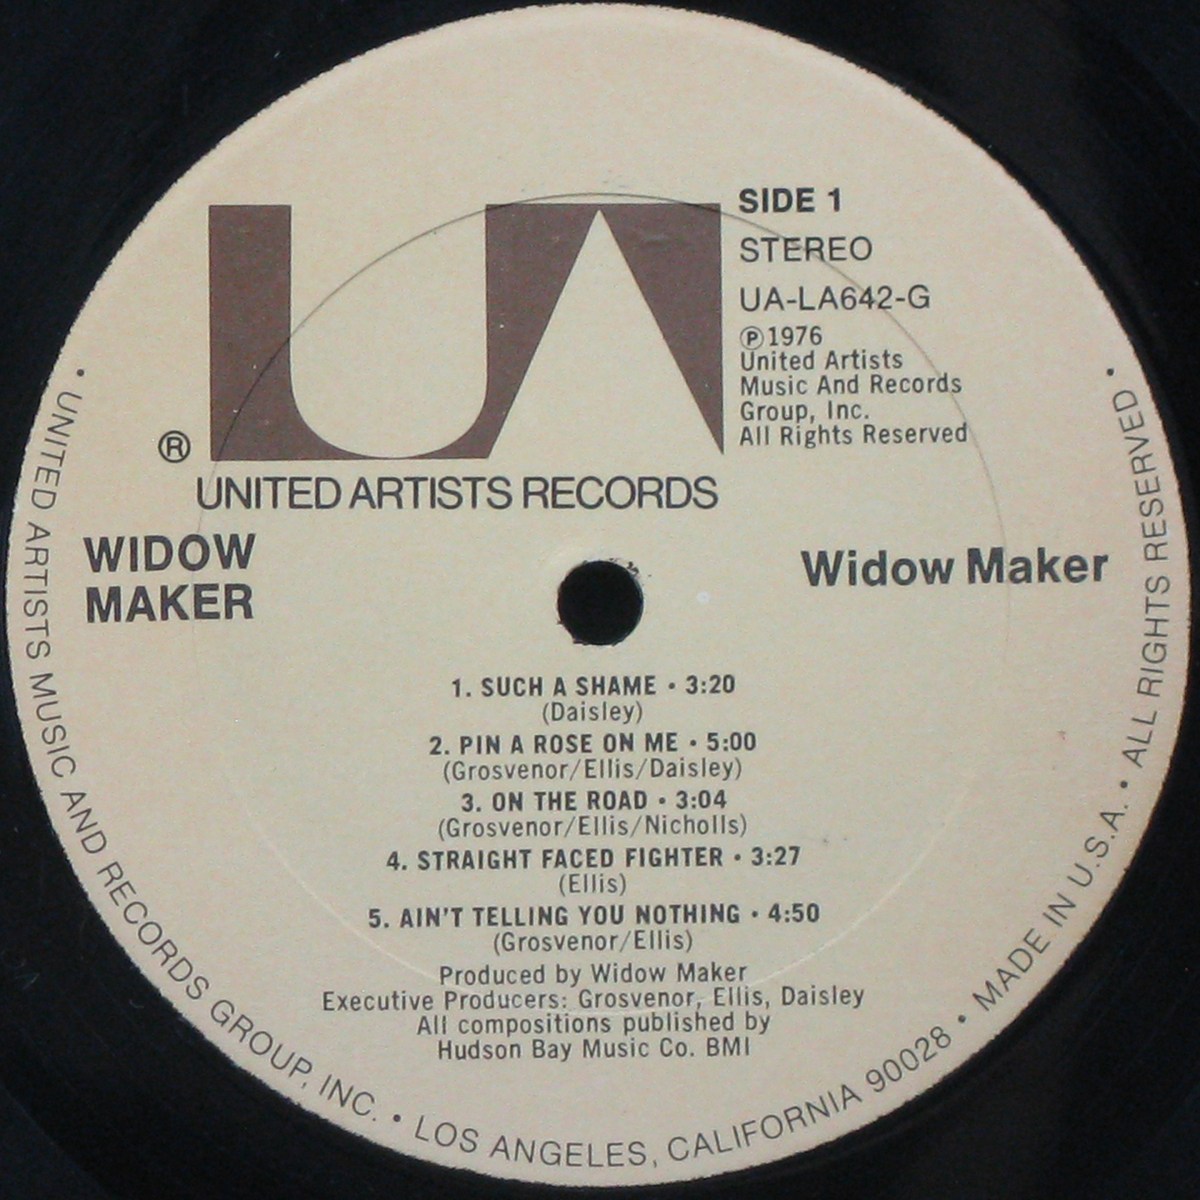 SIDE 1
STEREO
UA-LA642-G
℗1976
United Artists
Music And Records
Group, Inc.
All Rights Reserved
UA
®
UNITED ARTISTS RECORDS
WIDOW
MAKER
Widow Maker
1. SUCH A SHAME • 3:20
(Daisley)
2. PIN A ROSE ON ME • 5:00
(Grosvenor/Ellis/Daisley)
3. ON THE ROAD • 3:04
(Grosvenor/Ellis/Nicholls)
4. STRAIGHT FACED FIGHTER • 3:27
(Ellis)
5. AIN'T TELLING YOU NOTHING • 4:50
(Grosvenor/Ellis)
Produced by Widow Maker
Executive Producers: Grosvenor, Ellis, Daisley
All compositions published by
Hudson Bay Music Co. BMI
• UNITED ARTISTS MUSIC AND RECORDS GROUP, INC. • LOS ANGELES, CALIFORNIA 90028 • MADE IN U.S.A. • ALL RIGHTS RESERVED •